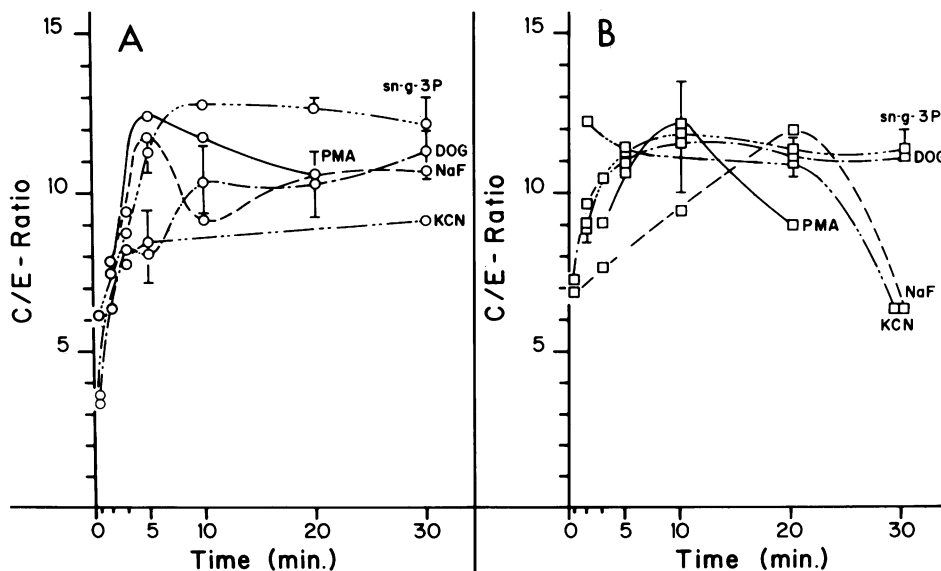 A
C/E-Ratio
15
10
5
sn-g-3P
PMA
DOG
NaF
KCN
0 5 10 20 30
Time (min.)
B
C/E-Ratio
15
10
5
sn-g-3P
DOG
PMA
NaF
KCN
0 5 10 20 30
Time (min.)